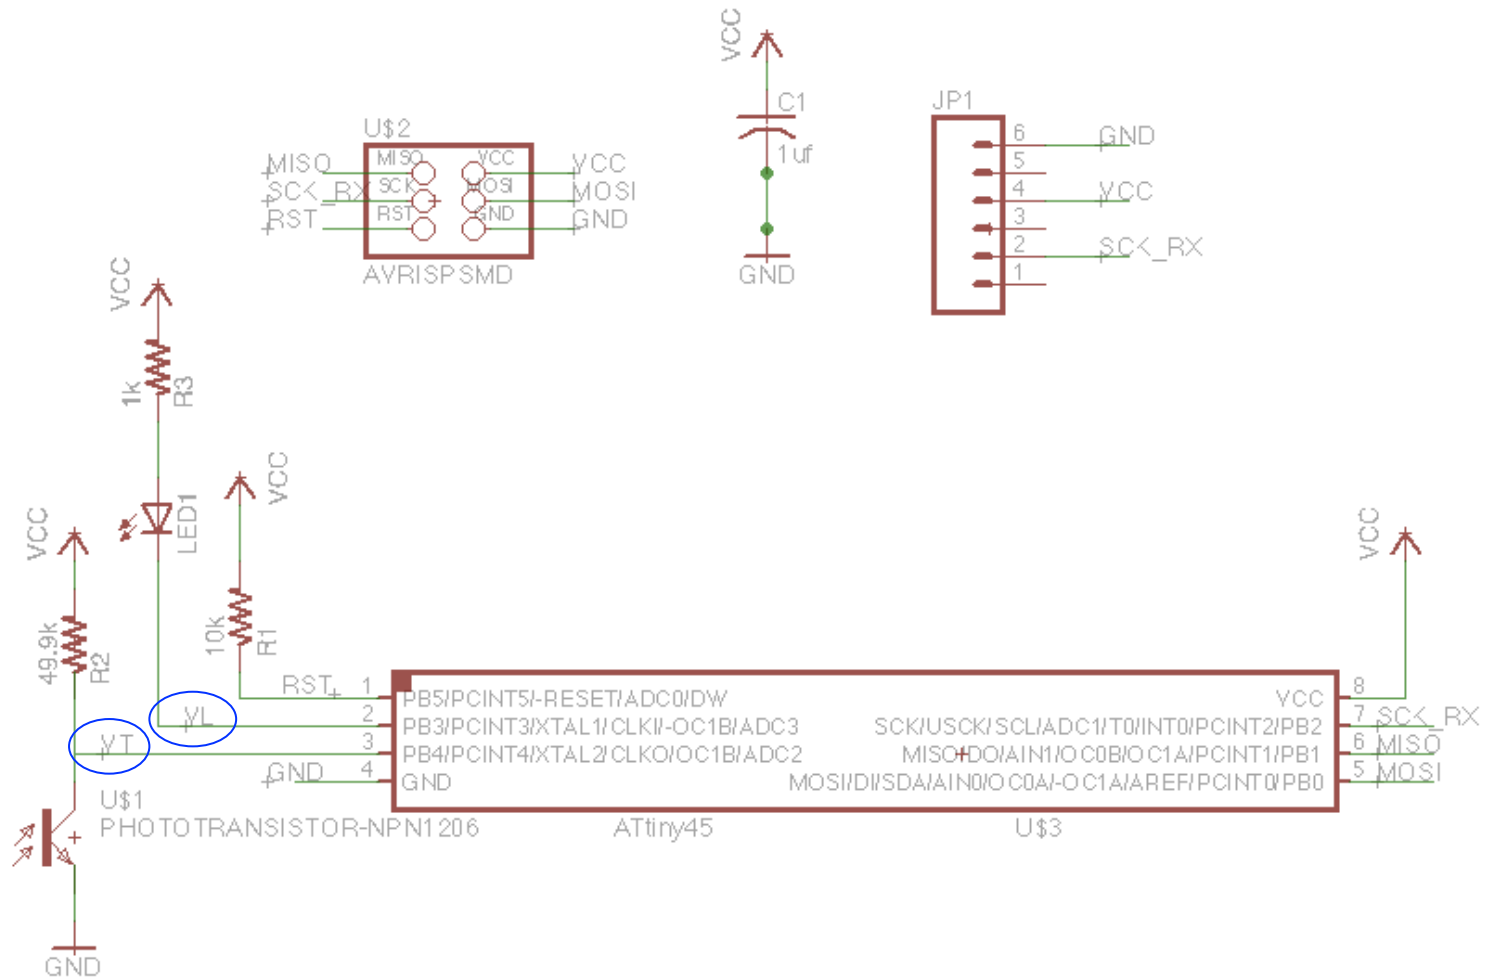 VCC
C1
1uf
GND
U$2
MISO
SCK_RX
RST
MISO
SCK
RST
VCC
MOSI
GND
VCC
MOSI
GND
AVRISPSMD
JP1
6
5
4
3
2
1
GND
VCC
SCK_RX
VCC
1k
R3
LED1
VCC
10k
R1
VCC
49.9k
R2
VL
VT
RST
GND
1
2
3
4
PB5/PCINT5/-RESET/ADC0/DW
PB3/PCINT3/XTAL1/CLKI/-OC1B/ADC3
PB4/PCINT4/XTAL2/CLKO/OC1B/ADC2
GND
VCC
SCK/USCK/SCL/ADC1/T0/INT0/PCINT2/PB2
MISO/DO/AIN1/OC0B/OC1A/PCINT1/PB1
MOSI/DI/SDA/AIN0/OC0A/-OC1A/AREF/PCINT0/PB0
8
7
6
5
VCC
SCK_RX
MISO
MOSI
U$1
PHOTOTRANSISTOR-NPN1206
ATtiny45
U$3
GND